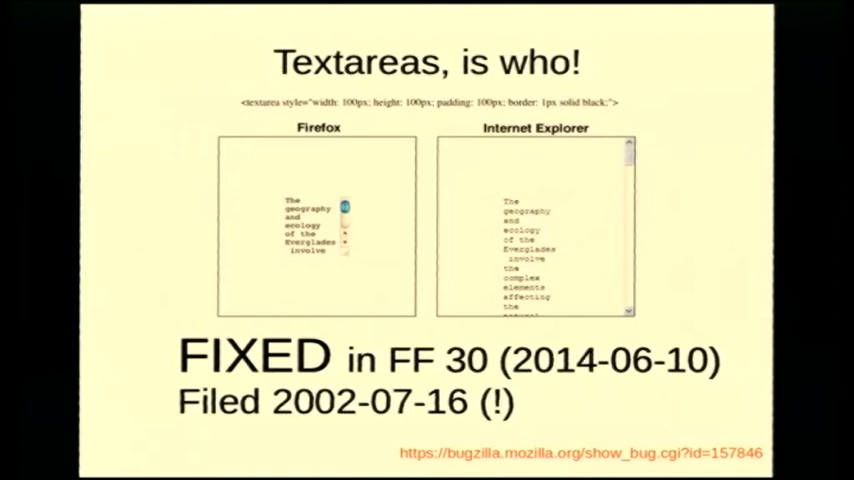 Textareas, is who!
<textarea style="width: 100px; height: 100px; padding: 100px; border: 1px solid black;">
Firefox
Internet Explorer
The
geography
and
ecology
of the
Everglades
involve
The
geography
and
ecology
of the
Everglades
involve
the
complex
elements
affecting
the
FIXED in FF 30 (2014-06-10)
Filed 2002-07-16 (!)
https://bugzilla.mozilla.org/show_bug.cgi?id=157846